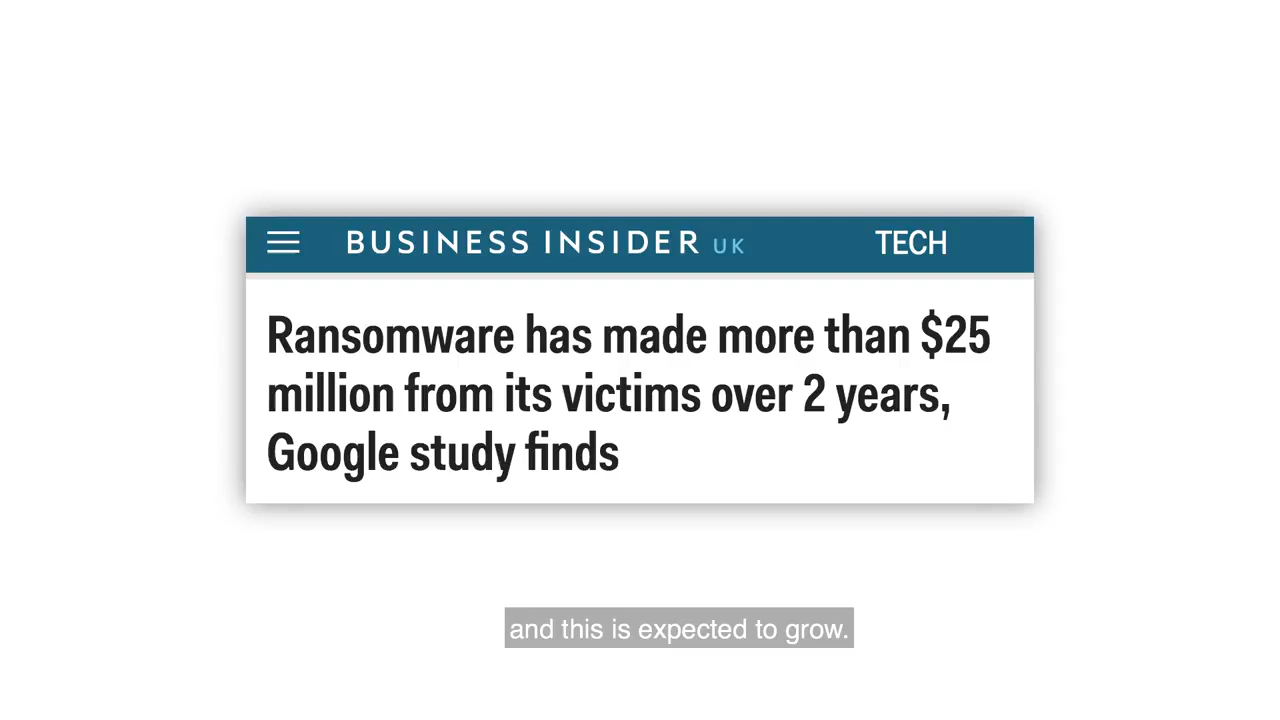 BUSINESS INSIDER UK TECH
Ransomware has made more than $25
million from its victims over 2 years,
Google study finds
and this is expected to grow.